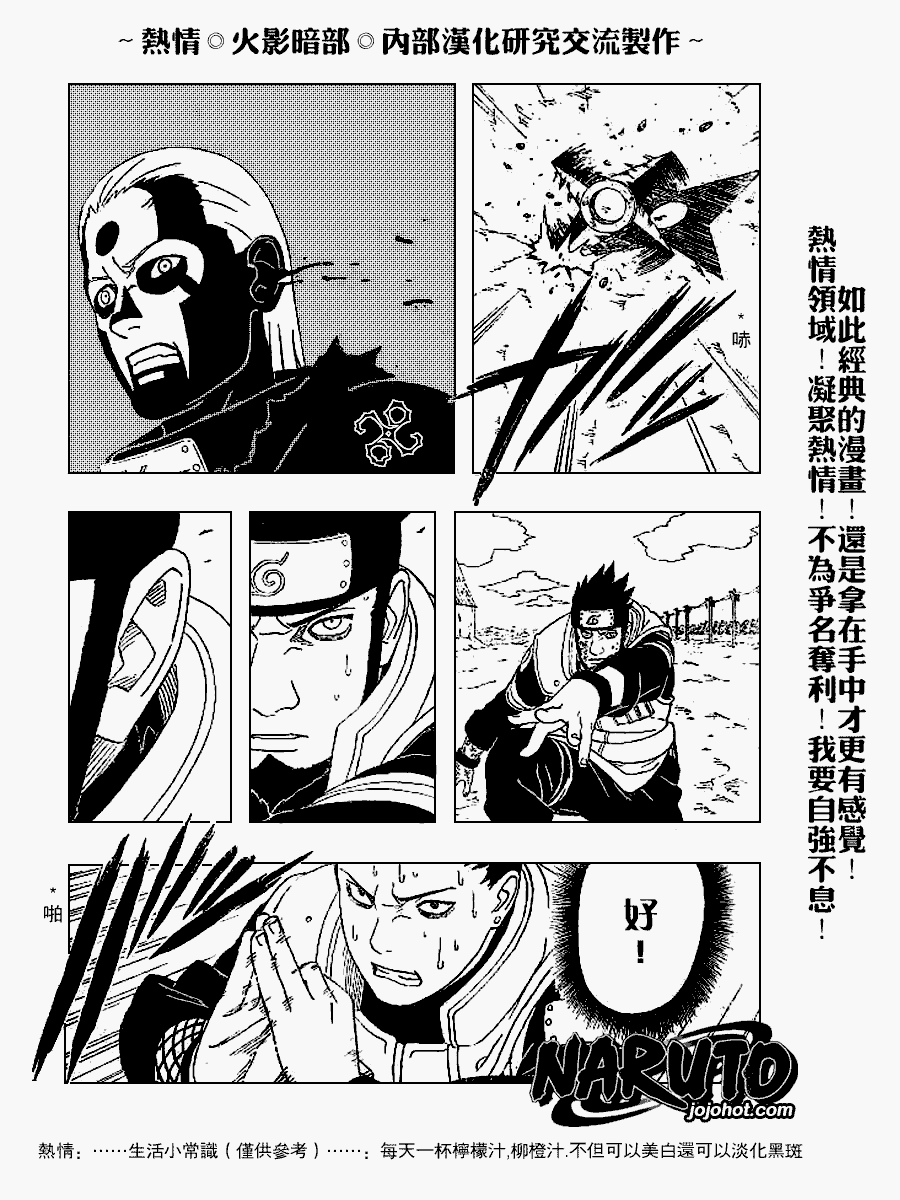 ~熱情◎火影暗部◎內部漢化研究交流製作~
*
哧
如此經典的漫畫！還是拿在手中才更有感覺！
熱情領域！凝聚熱情！不為爭名奪利！我要自強不息！
*
啪
好！
NARUTO
jojohot.com
熱情：……生活小常識（僅供參考）……：每天一杯檸檬汁,柳橙汁.不但可以美白還可以淡化黑斑